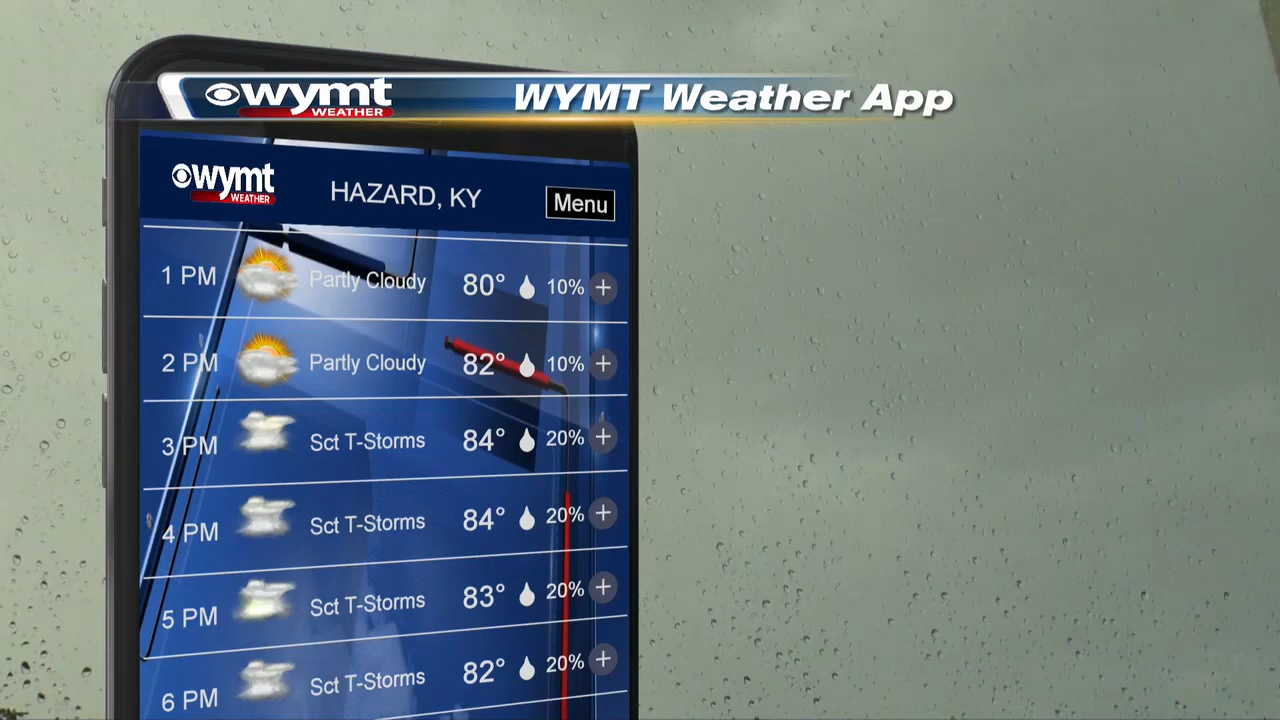 wymt WEATHER
WYMT Weather App
wymt WEATHER
HAZARD, KY
Menu
1 PM Partly Cloudy 80° 10% +
2 PM Partly Cloudy 82° 10% +
3 PM Sct T-Storms 84° 20% +
4 PM Sct T-Storms 84° 20% +
5 PM Sct T-Storms 83° 20% +
6 PM Sct T-Storms 82° 20% +